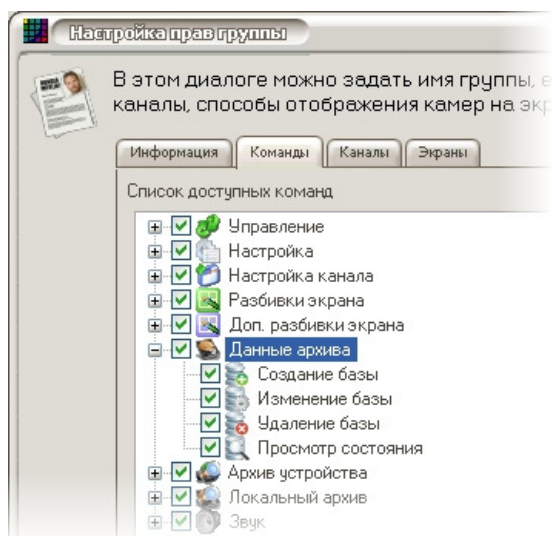 Настройка прав группы
В этом диалоге можно задать имя группы,
каналы, способы отображения камер на
Информация Команды Каналы Экраны
Список доступных команд
Управление
Настройка
Настройка канала
Разбивки экрана
Доп. разбивки экрана
Данные архива
Создание базы
Изменение базы
Удаление базы
Просмотр состояния
Архив устройства
Локальный архив
Звук